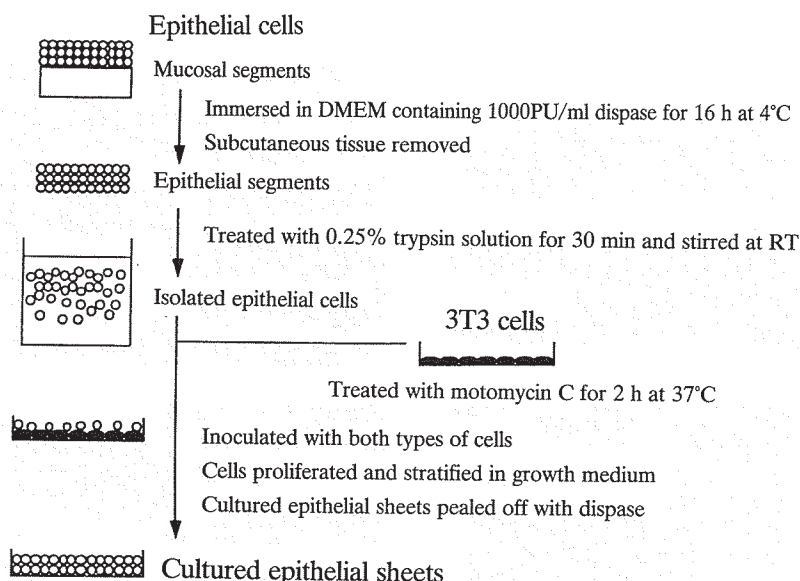 Epithelial cells
Mucosal segments
Immersed in DMEM containing 1000PU/ml dispase for 16 h at 4°C
Subcutaneous tissue removed
Epithelial segments
Treated with 0.25% trypsin solution for 30 min and stirred at RT
Isolated epithelial cells
3T3 cells
Treated with motomycin C for 2 h at 37°C
Inoculated with both types of cells
Cells proliferated and stratified in growth medium
Cultured epithelial sheets pealed off with dispase
Cultured epithelial sheets